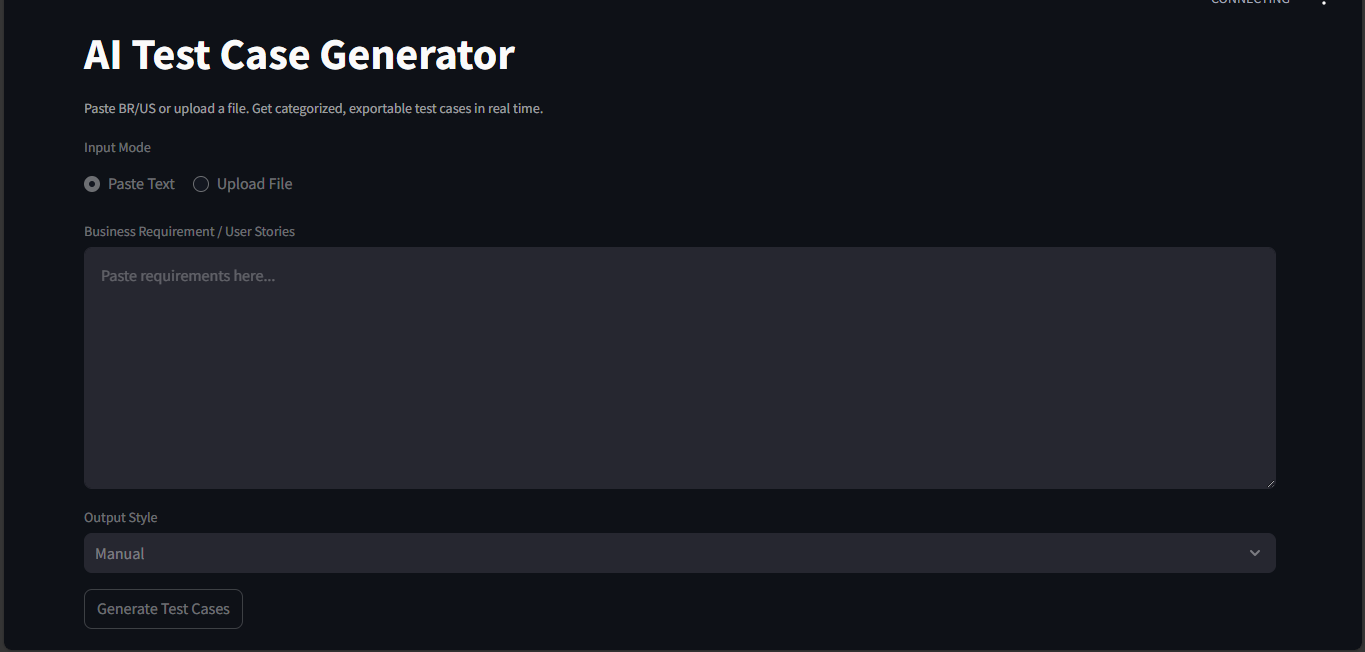 CONNECTING
AI Test Case Generator
Paste BR/US or upload a file. Get categorized, exportable test cases in real time.
Input Mode
Paste Text Upload File
Business Requirement / User Stories
Paste requirements here...
Output Style
Manual
Generate Test Cases